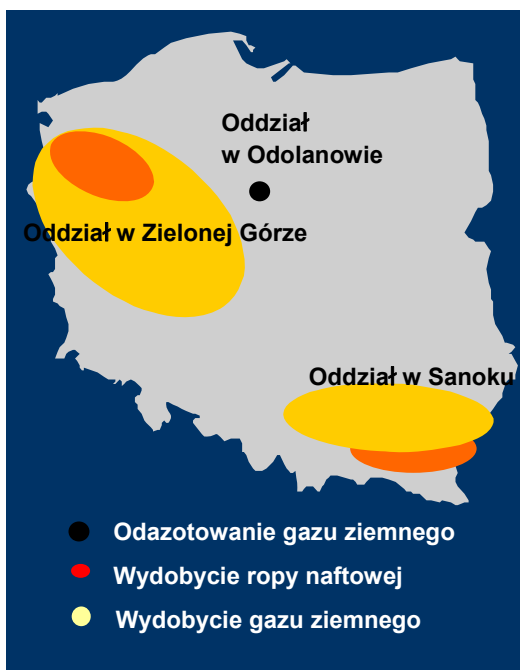 Oddział
w Odolanowie
Oddział w Zielonej Górze
Oddział w Sanoku
Odazotowanie gazu ziemnego
Wydobycie ropy naftowej
Wydobycie gazu ziemnego